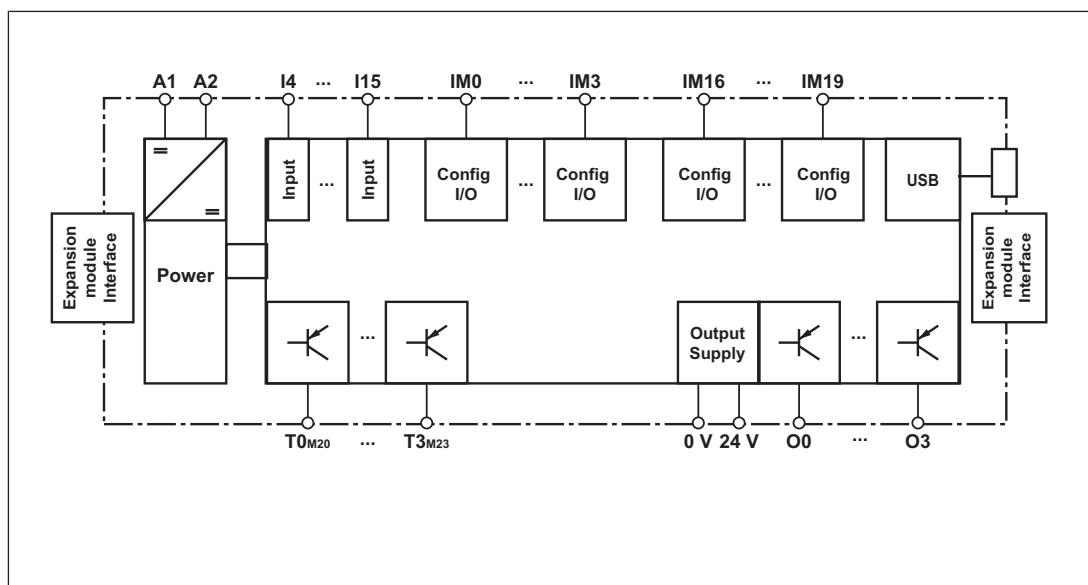 A1 A2 I4 ... I15 IM0 ... IM3 IM16 ... IM19
Input ... Input
Config
I/O
...
Config
I/O
Config
I/O
...
Config
I/O
USB
Expansion
module
Interface
Power
Expansion
module
Interface
...
Output
Supply
...
T0M20 ... T3M23 0 V 24 V O0 ... O3